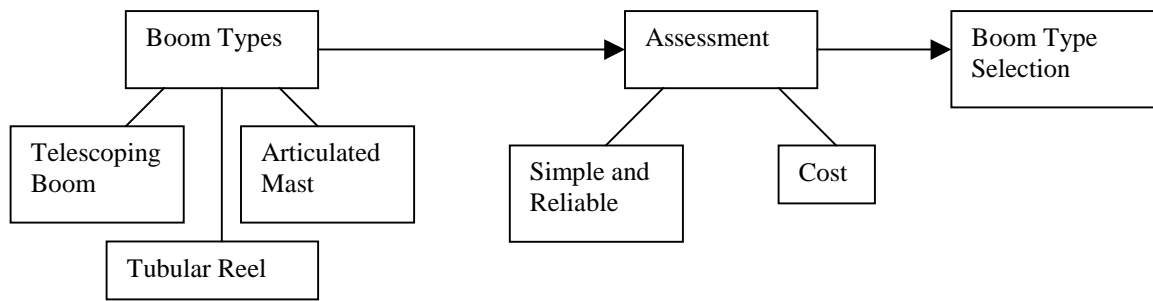 Boom Types
Assessment
Boom Type
Selection
Telescoping
Boom
Articulated
Mast
Tubular Reel
Simple and
Reliable
Cost